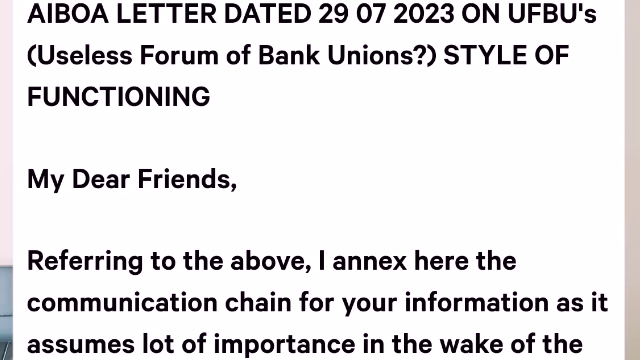 AIBOA LETTER DATED 29 07 2023 ON UFBU's
(Useless Forum of Bank Unions?) STYLE OF
FUNCTIONING
My Dear Friends,
Referring to the above, I annex here the
communication chain for your information as it
assumes lot of importance in the wake of the